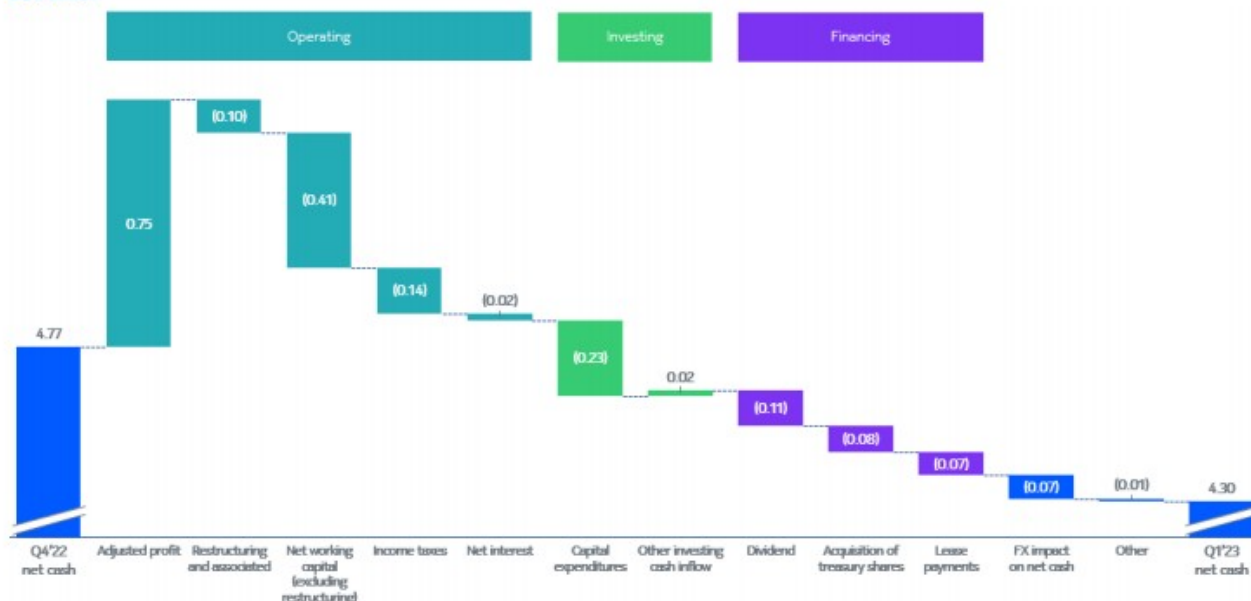 Operating
Investing
Financing
(0.10)
(0.41)
0.75
(0.14)
(0.02)
4.77
(0.23)
0.02
(0.11)
(0.08)
(0.07)
(0.07)
(0.01)
4.30
Q4'22
net cash
Adjusted profit
Restructuring
and associated
Net working
capital
(excluding
restructuring)
Income taxes
Net interest
Capital
expenditures
Other investing
cash inflow
Dividend
Acquisition of
treasury shares
Lease
payments
FX impact
on net cash
Other
Q1'23
net cash